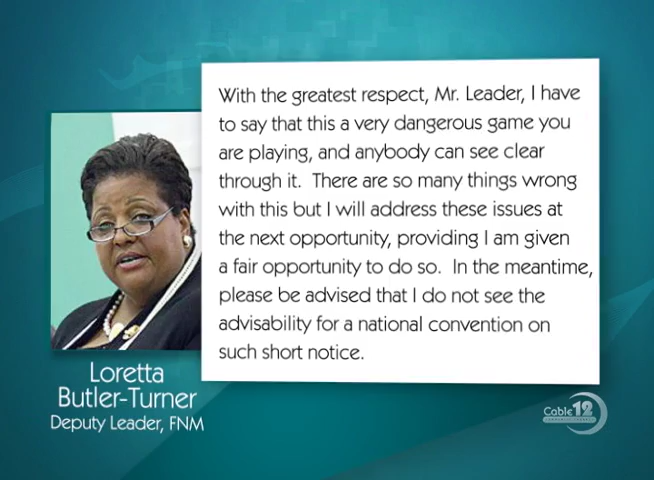 With the greatest respect, Mr. Leader, I have
to say that this a very dangerous game you
are playing, and anybody can see clear
through it. There are so many things wrong
with this but I will address these issues at
the next opportunity, providing I am given
a fair opportunity to do so. In the meantime,
please be advised that I do not see the
advisability for a national convention on
such short notice.
Loretta
Butler-Turner
Deputy Leader, FNM
Cable 12